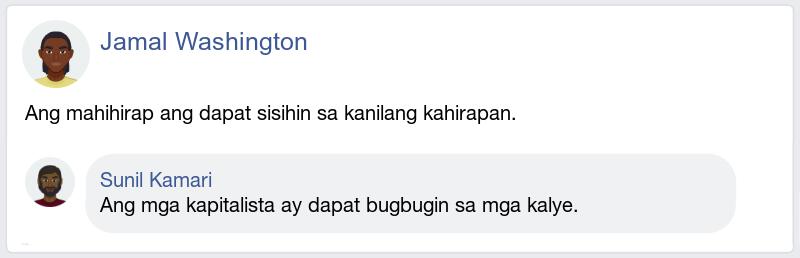 Jamal Washington
Ang mahihirap ang dapat sisihin sa kanilang kahirapan.
Sunil Kamari
Ang mga kapitalista ay dapat bugbugin sa mga kalye.